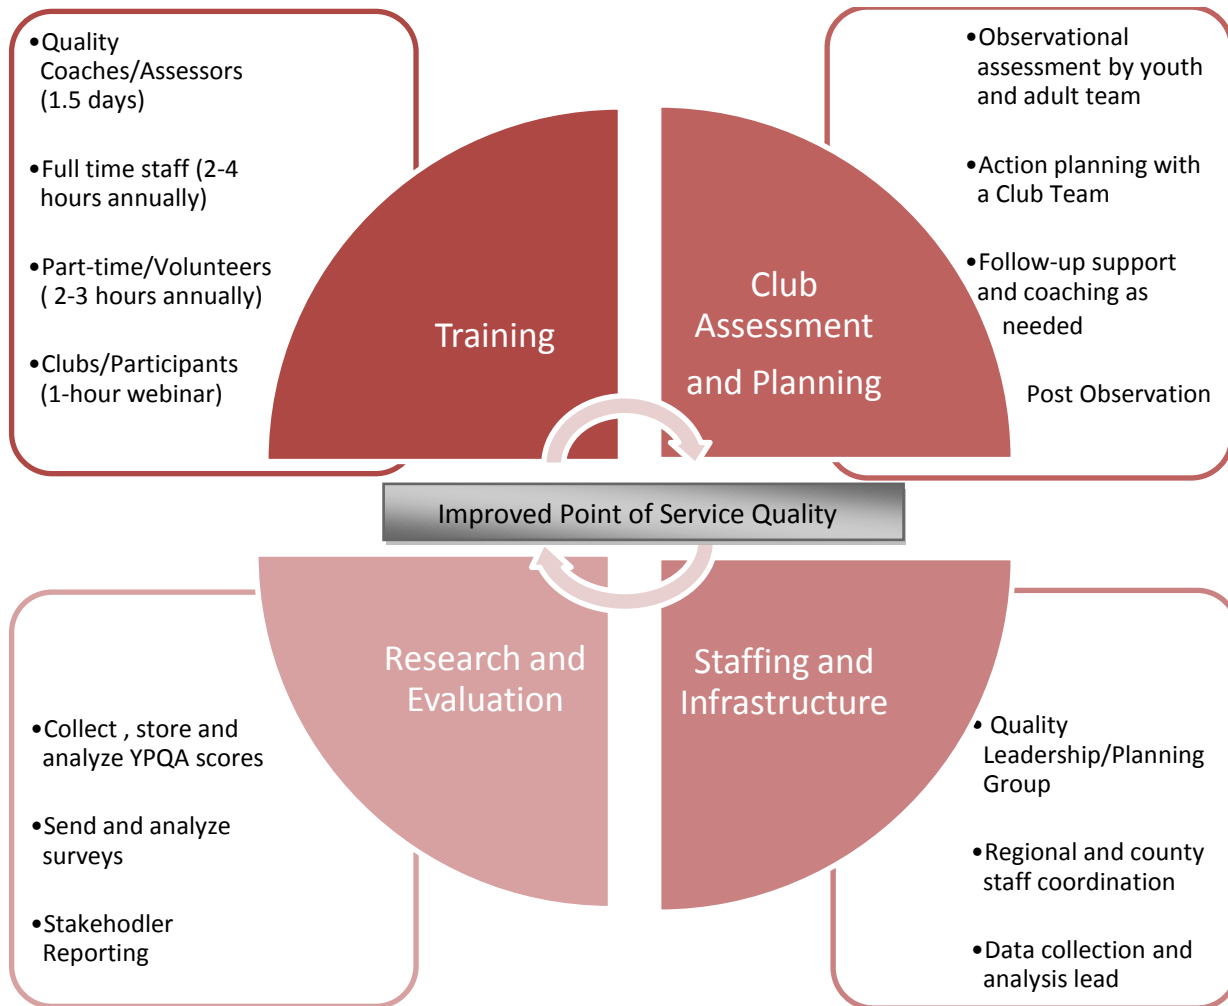 •Quality
Coaches/Assessors
(1.5 days)
•Full time staff (2-4
hours annually)
•Part-time/Volunteers
( 2-3 hours annually)
•Clubs/Participants
(1-hour webinar)
Training
Club
Assessment
and Planning
•Observational
assessment by youth
and adult team
•Action planning with
a Club Team
•Follow-up support
and coaching as
needed
Post Observation
Improved Point of Service Quality
Research and
Evaluation
•Collect , store and
analyze YPQA scores
•Send and analyze
surveys
•Stakehodler
Reporting
Staffing and
Infrastructure
• Quality
Leadership/Planning
Group
•Regional and county
staff coordination
•Data collection and
analysis lead